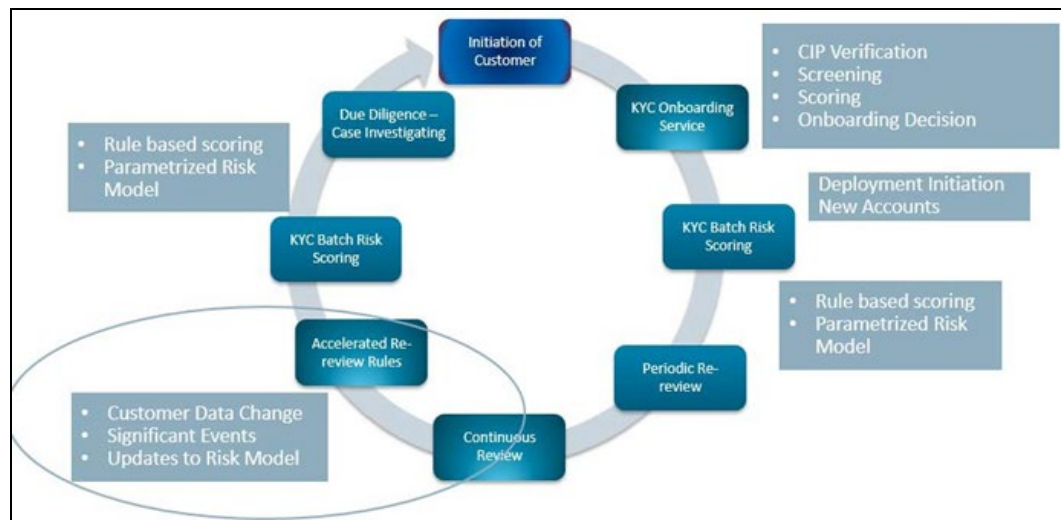 Initiation of
Customer
• CIP Verification
• Screening
• Scoring
• Onboarding Decision
KYC Onboarding
Service
Due Diligence –
Case Investigating
• Rule based scoring
• Parametrized Risk
Model
Deployment Initiation
New Accounts
KYC Batch Risk
Scoring
KYC Batch Risk
Scoring
• Rule based scoring
• Parametrized Risk
Model
Accelerated Re-
review Rules
Periodic Re-
review
• Customer Data Change
• Significant Events
• Updates to Risk Model
Continuous
Review